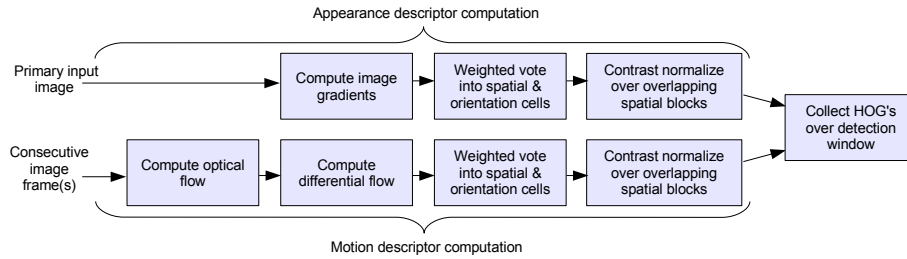 Appearance descriptor computation
Primary input
image
Compute image
gradients
Weighted vote
into spatial &
orientation cells
Contrast normalize
over overlapping
spatial blocks
Collect HOG's
over detection
window
Consecutive
image
frame(s)
Compute optical
flow
Compute
differential flow
Weighted vote
into spatial &
orientation cells
Contrast normalize
over overlapping
spatial blocks
Motion descriptor computation